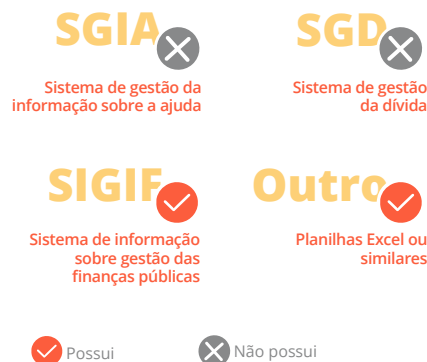 SGIA
Sistema de gestão da
informação sobre a ajuda
SGD
Sistema de gestão
da dívida
SIGIF
Sistema de informação
sobre gestão das
finanças públicas
Outro
Planilhas Excel ou
similares
Possui
Não possui